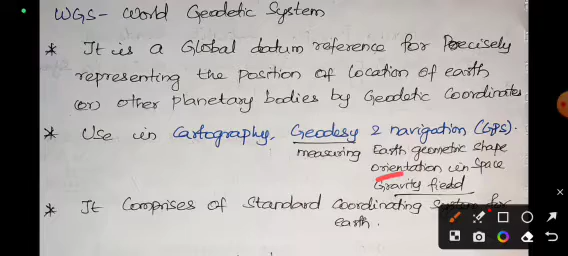 WGS - World Geodetic System
* It is a Global datum reference for Precisely
representing the position of location of earth
(or) other planetary bodies by Geodetic Coordinates
* Use in Cartography, Geodesy & navigation (GPS).
measuring Earth geometric shape
Orientation in Space
Gravity field
* It Comprises of Standard Coordinating System for
earth.